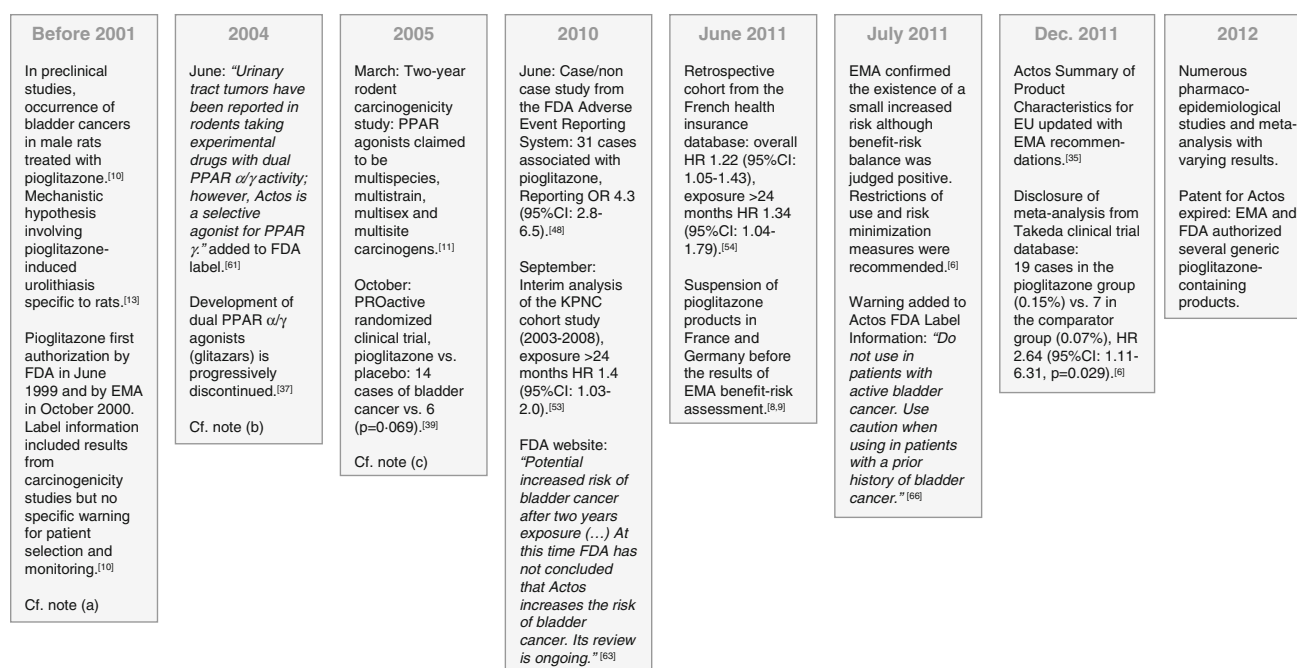 Before 2001
In preclinical
studies,
occurrence of
bladder cancers
in male rats
treated with
pioglitazone.[10]
Mechanistic
hypothesis
involving
pioglitazone-
induced
urolithiasis
specific to rats.[13]
Pioglitazone first
authorization by
FDA in June
1999 and by EMA
in October 2000.
Label information
included results
from
carcinogenicity
studies but no
specific warning
for patient
selection and
monitoring.[10]
Cf. note (a)
2004
June: “Urinary
tract tumors have
been reported in
rodents taking
experimental
drugs with dual
PPAR α/γ activity;
however, Actos is
a selective
agonist for PPAR
γ.” added to FDA
label.[61]
Development of
dual PPAR α/γ
agonists
(glitazars) is
progressively
discontinued.[37]
Cf. note (b)
2005
March: Two-year
rodent
carcinogenicity
study: PPAR
agonists claimed
to be
multispecies,
multistrain,
multisex and
multisite
carcinogens.[11]
October:
PROactive
randomized
clinical trial,
pioglitazone vs.
placebo: 14
cases of bladder
cancer vs. 6
(p=0·069).[39]
Cf. note (c)
2010
June: Case/non
case study from
the FDA Adverse
Event Reporting
System: 31 cases
associated with
pioglitazone,
Reporting OR 4.3
(95%CI: 2.8-
6.5).[48]
September:
Interim analysis
of the KPNC
cohort study
(2003-2008),
exposure >24
months HR 1.4
(95%CI: 1.03-
2.0).[53]
FDA website:
“Potential
increased risk of
bladder cancer
after two years
exposure (…) At
this time FDA has
not concluded
that Actos
increases the risk
of bladder
cancer. Its review
is ongoing.” [63]
June 2011
Retrospective
cohort from the
French health
insurance
database: overall
HR 1.22 (95%CI:
1.05-1.43),
exposure >24
months HR 1.34
(95%CI: 1.04-
1.79).[54]
Suspension of
pioglitazone
products in
France and
Germany before
the results of
EMA benefit-risk
assessment.[8,9]
July 2011
EMA confirmed
the existence of a
small increased
risk although
benefit-risk
balance was
judged positive.
Restrictions of
use and risk
minimization
measures were
recommended.[6]
Warning added to
Actos FDA Label
Information: “Do
not use in
patients with
active bladder
cancer. Use
caution when
using in patients
with a prior
history of bladder
cancer.” [66]
Dec. 2011
Actos Summary of
Product
Characteristics for
EU updated with
EMA recommen-
dations.[35]
Disclosure of
meta-analysis from
Takeda clinical trial
database:
19 cases in the
pioglitazone group
(0.15%) vs. 7 in
the comparator
group (0.07%), HR
2.64 (95%CI: 1.11-
6.31, p=0.029).[6]
2012
Numerous
pharmaco-
epidemiological
studies and meta-
analysis with
varying results.
Patent for Actos
expired: EMA and
FDA authorized
several generic
pioglitazone-
containing
products.